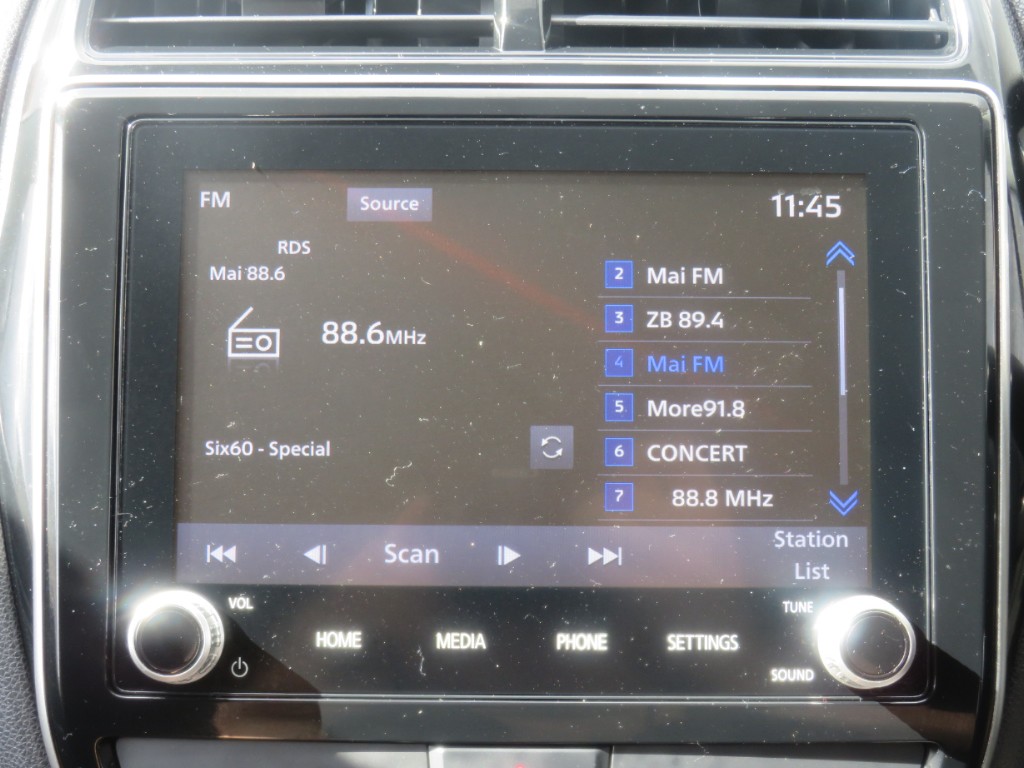 FM
Source
11:45
RDS
Mai 88.6
88.6MHz
Six60 - Special
2 Mai FM
3 ZB 89.4
4 Mai FM
5 More91.8
6 CONCERT
7 88.8 MHz
Scan
Station
List
VOL
HOME
MEDIA
PHONE
SETTINGS
TUNE
SOUND